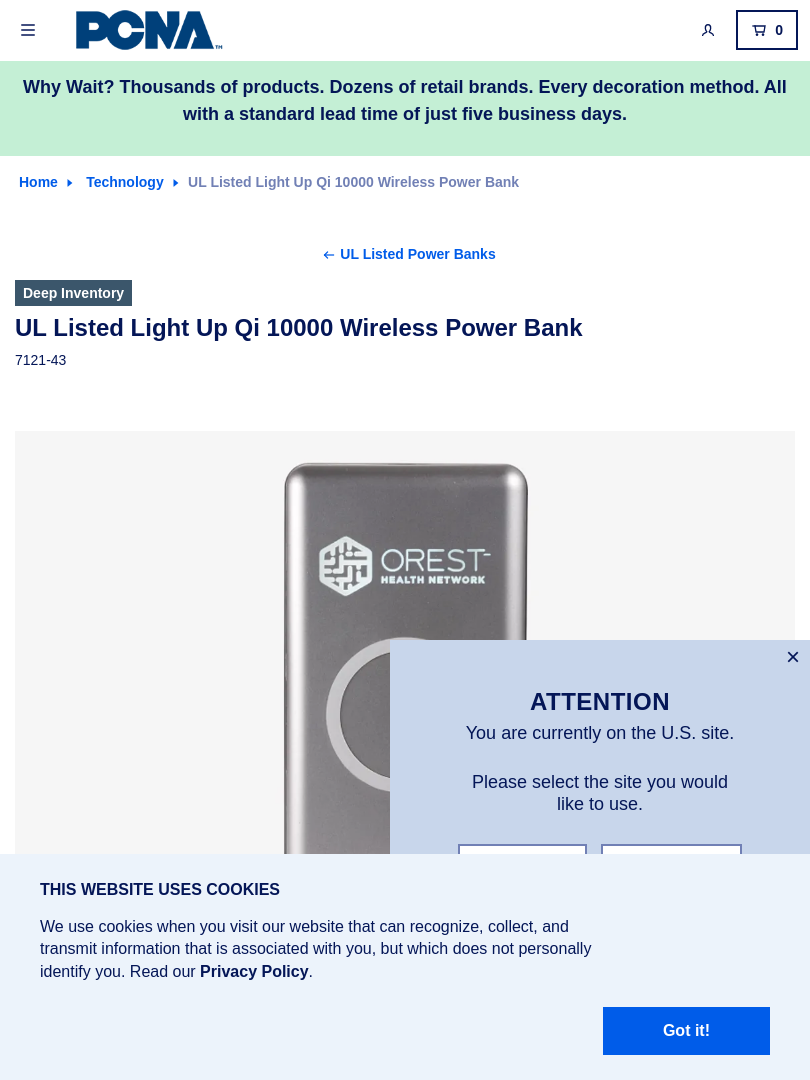 PCNA™
0
Why Wait? Thousands of products. Dozens of retail brands. Every decoration method. All
with a standard lead time of just five business days.
Home
Technology
UL Listed Light Up Qi 10000 Wireless Power Bank
UL Listed Power Banks
Deep Inventory
UL Listed Light Up Qi 10000 Wireless Power Bank
7121-43
OREST
HEALTH NETWORK
ATTENTION
You are currently on the U.S. site.
Please select the site you would
like to use.
THIS WEBSITE USES COOKIES
We use cookies when you visit our website that can recognize, collect, and
transmit information that is associated with you, but which does not personally
identify you. Read our Privacy Policy.
Got it!